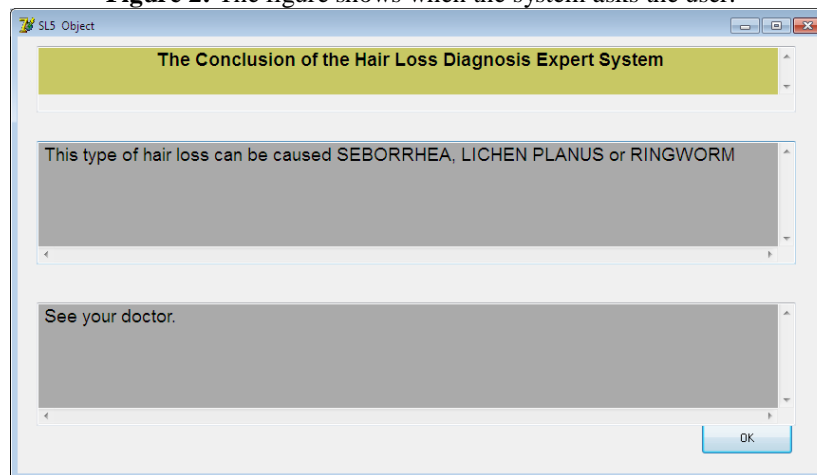 Figure 2. The figure shows when the system asks the user.
SL5 Object
The Conclusion of the Hair Loss Diagnosis Expert System
This type of hair loss can be caused SEBORRHEA, LICHEN PLANUS or RINGWORM
See your doctor.
OK